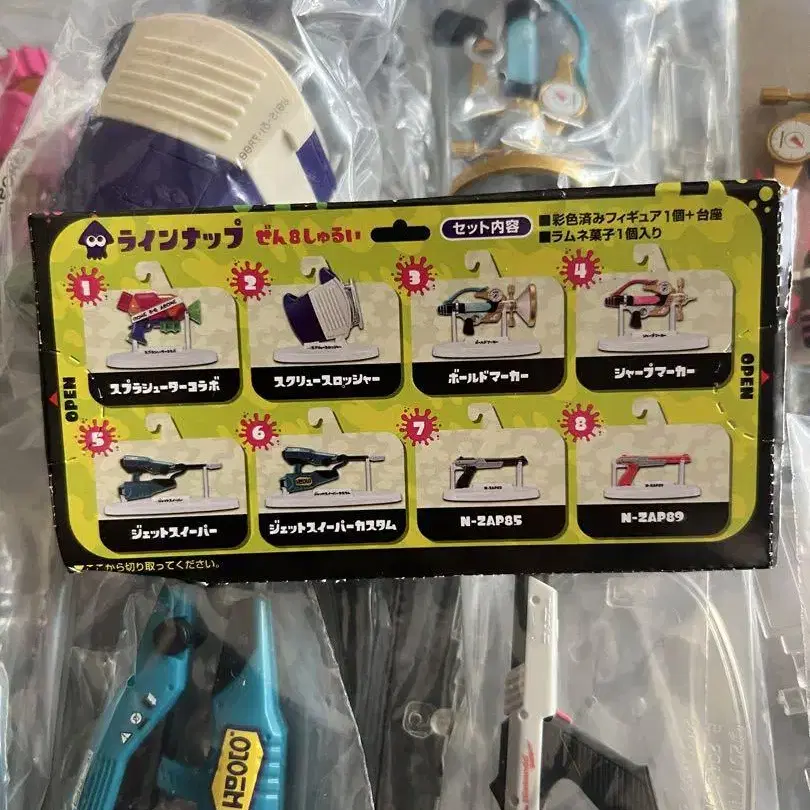 ラインナップ ぜん8しゅるい
セット内容
■彩色済みフィギュア1個+台座
■ラムネ菓子1個入り
OPEN
OPEN
1
スプラシューターコラボ
2
スクリュースロッシャー
3
ボールドマーカー
4
シャープマーカー
5
ジェットスイーパー
6
ジェットスイーパーカスタム
7
N-ZAP85
8
N-ZAP89
ここから切り取ってください。